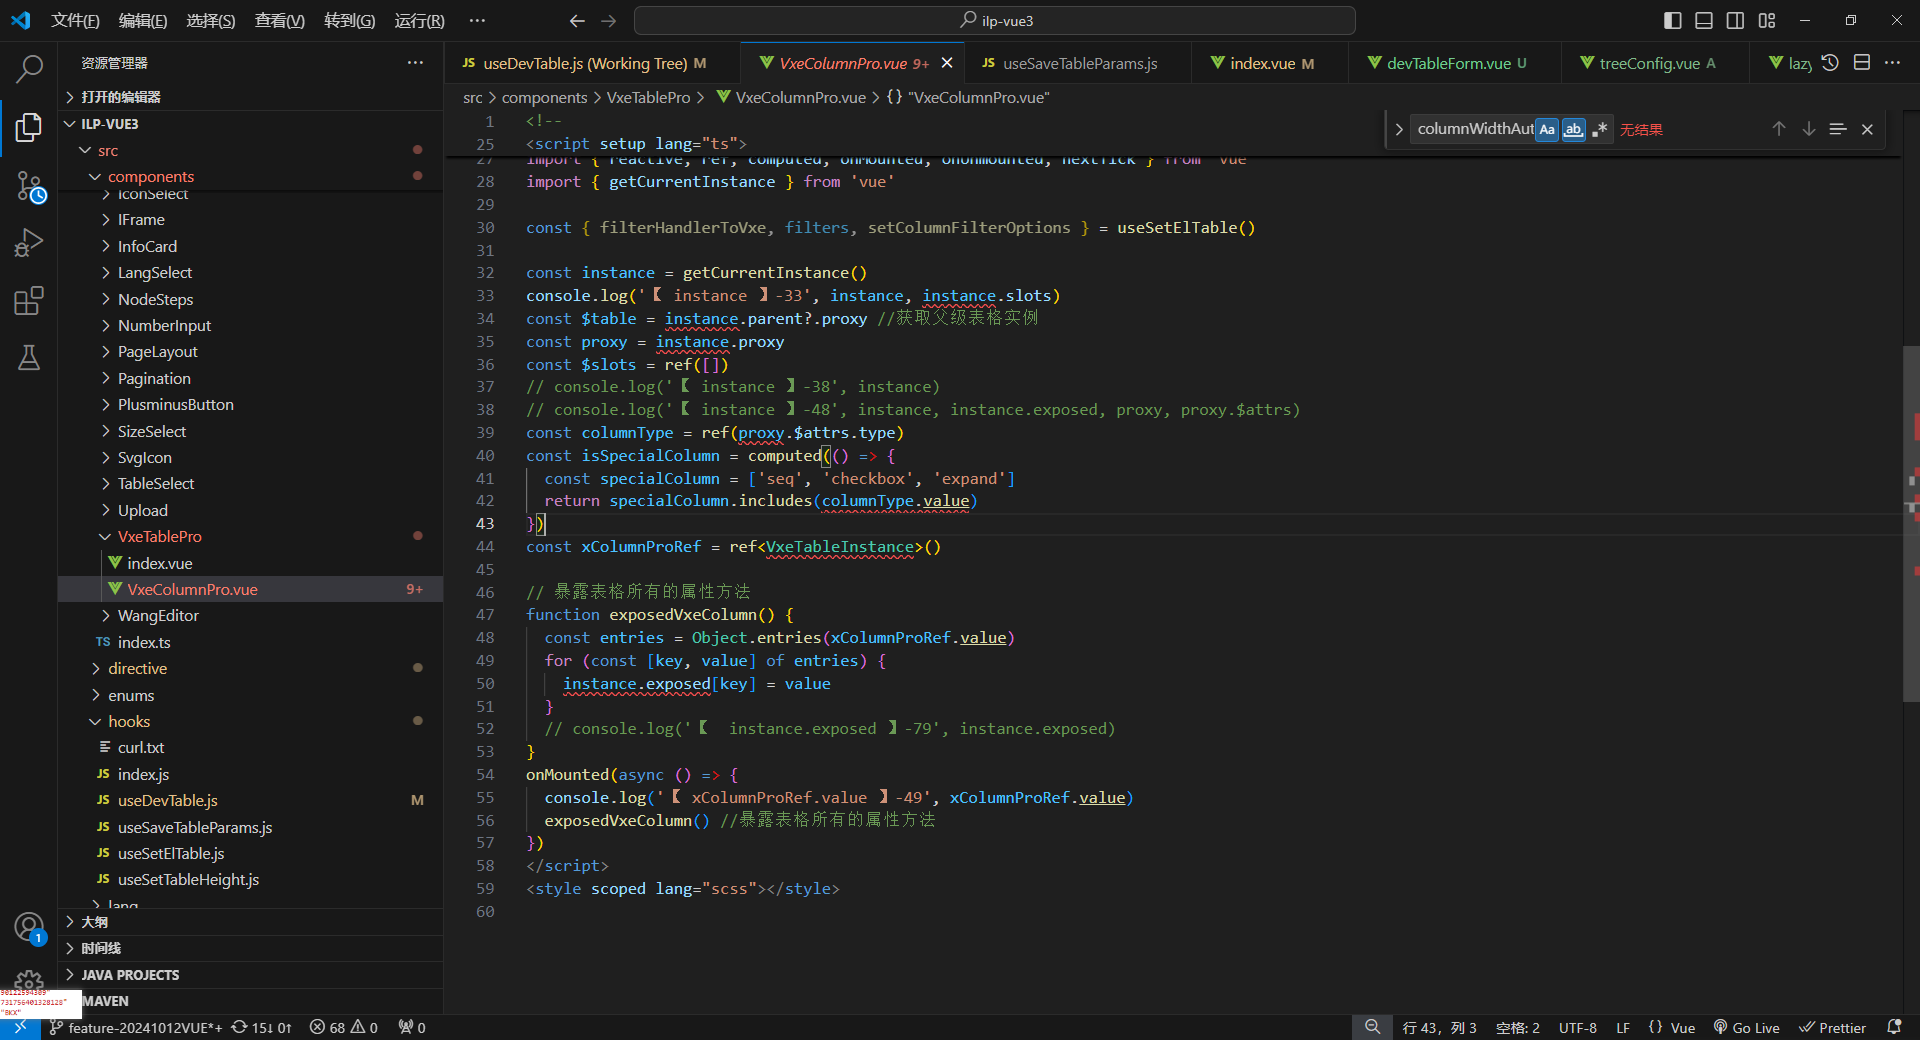 文件(F) 编辑(E) 选择(S) 查看(V) 转到(G) 运行(R) ··· ilp-vue3
资源管理器 ···
打开的编辑器
ILP-VUE3
src
components
IconSelect
IFrame
InfoCard
LangSelect
NodeSteps
NumberInput
PageLayout
Pagination
PlusminusButton
SizeSelect
SvgIcon
TableSelect
Upload
VxeTablePro
index.vue
VxeColumnPro.vue 9+
WangEditor
TS index.ts
directive
enums
hooks
curl.txt
JS index.js
JS useDevTable.js M
JS useSaveTableParams.js
JS useSetElTable.js
JS useSetTableHeight.js
lang
大纲
时间线
JAVA PROJECTS
MAVEN
JS useDevTable.js (Working Tree) M VxeColumnPro.vue 9+ JS useSaveTableParams.js index.vue M devTableForm.vue U treeConfig.vue A lazy
src > components > VxeTablePro > VxeColumnPro.vue > {} "VxeColumnPro.vue"
columnWidthAut Aa ab .* 无结果
1 <!--
25 <script setup lang="ts">
27 import { reactive, ref, computed, onMounted, onUnmounted, nextTick } from 'vue'
28 import { getCurrentInstance } from 'vue'
29
30 const { filterHandlerToVxe, filters, setColumnFilterOptions } = useSetElTable()
31
32 const instance = getCurrentInstance()
33 console.log('【 instance 】-33', instance, instance.slots)
34 const $table = instance.parent?.proxy //获取父级表格实例
35 const proxy = instance.proxy
36 const $slots = ref([])
37 // console.log('【 instance 】-38', instance)
38 // console.log('【 instance 】-48', instance, instance.exposed, proxy, proxy.$attrs)
39 const columnType = ref(proxy.$attrs.type)
40 const isSpecialColumn = computed(() => {
41 const specialColumn = ['seq', 'checkbox', 'expand']
42 return specialColumn.includes(columnType.value)
43 })
44 const xColumnProRef = ref<VxeTableInstance>()
45
46 // 暴露表格所有的属性方法
47 function exposedVxeColumn() {
48 const entries = Object.entries(xColumnProRef.value)
49 for (const [key, value] of entries) {
50 instance.exposed[key] = value
51 }
52 // console.log('【  instance.exposed 】-79', instance.exposed)
53 }
54 onMounted(async () => {
55 console.log('【 xColumnProRef.value 】-49', xColumnProRef.value)
56 exposedVxeColumn() //暴露表格所有的属性方法
57 })
58 </script>
59 <style scoped lang="scss"></style>
60
1
"BKX"
feature-20241012VUE*+ 15↓ 0↑ 68 0 0 行 43，列 3 空格: 2 UTF-8 LF {} Vue Go Live Prettier